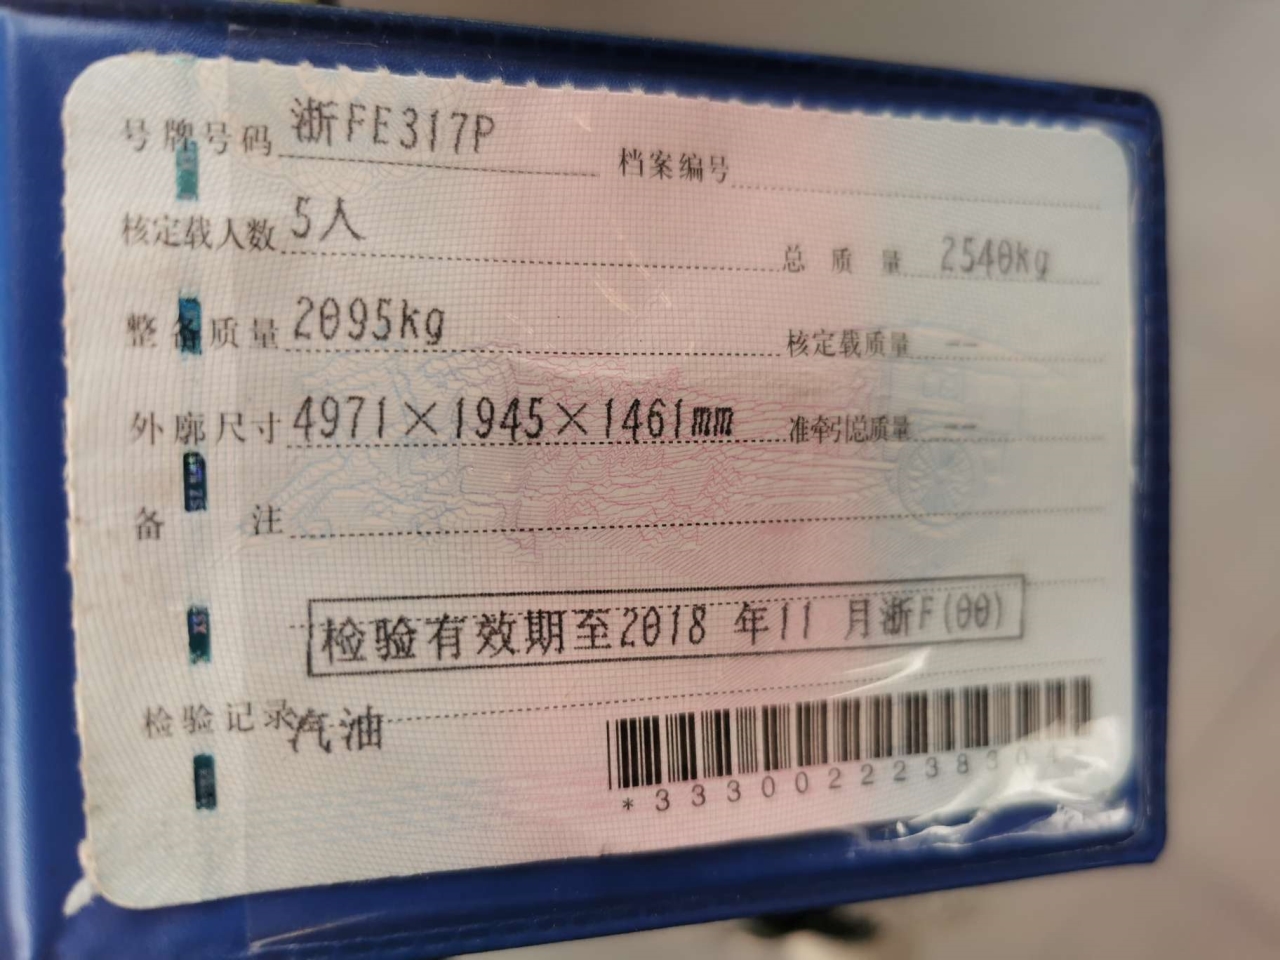 号牌号码 浙FE317P 档案编号
核定载人数 5人 总质量 2540kg
整备质量 2095kg 核定载质量 --
外廓尺寸 4971×1945×1461mm 准牵引总质量 --
备注
检验有效期至2018年11月浙F(00)
检验记录
汽油
*333002223830